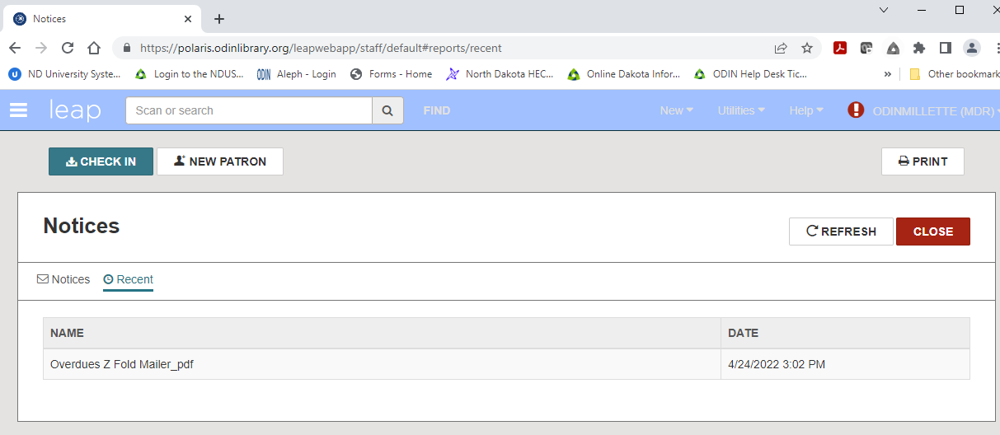 Notices
https://polaris.odinlibrary.org/leapwebapp/staff/default#reports/recent
ND University Syste... Login to the NDUS... ODIN Aleph - Login Forms - Home North Dakota HEC... Online Dakota Infor... ODIN Help Desk Tic... » Other bookmark
leap Scan or search FIND New Utilities Help ODINMILLETTE (MDR)
CHECK IN NEW PATRON PRINT
Notices REFRESH CLOSE
Notices Recent
NAME DATE
Overdues Z Fold Mailer_pdf 4/24/2022 3:02 PM